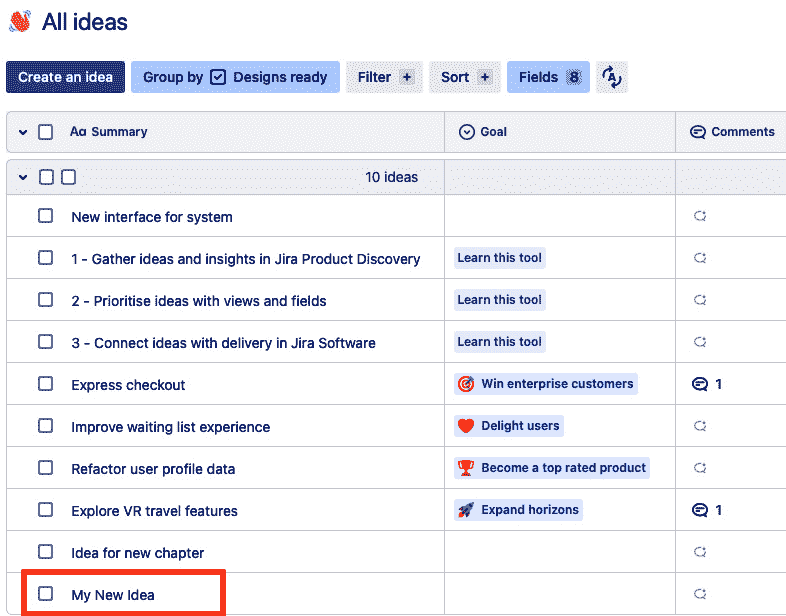 All ideas
Create an idea Group by Designs ready Filter + Sort + Fields 8 A
Aa Summary Goal Comments
10 ideas
New interface for system
1 - Gather ideas and insights in Jira Product Discovery Learn this tool
2 - Prioritise ideas with views and fields Learn this tool
3 - Connect ideas with delivery in Jira Software Learn this tool
Express checkout Win enterprise customers 1
Improve waiting list experience Delight users
Refactor user profile data Become a top rated product
Explore VR travel features Expand horizons 1
Idea for new chapter
My New Idea